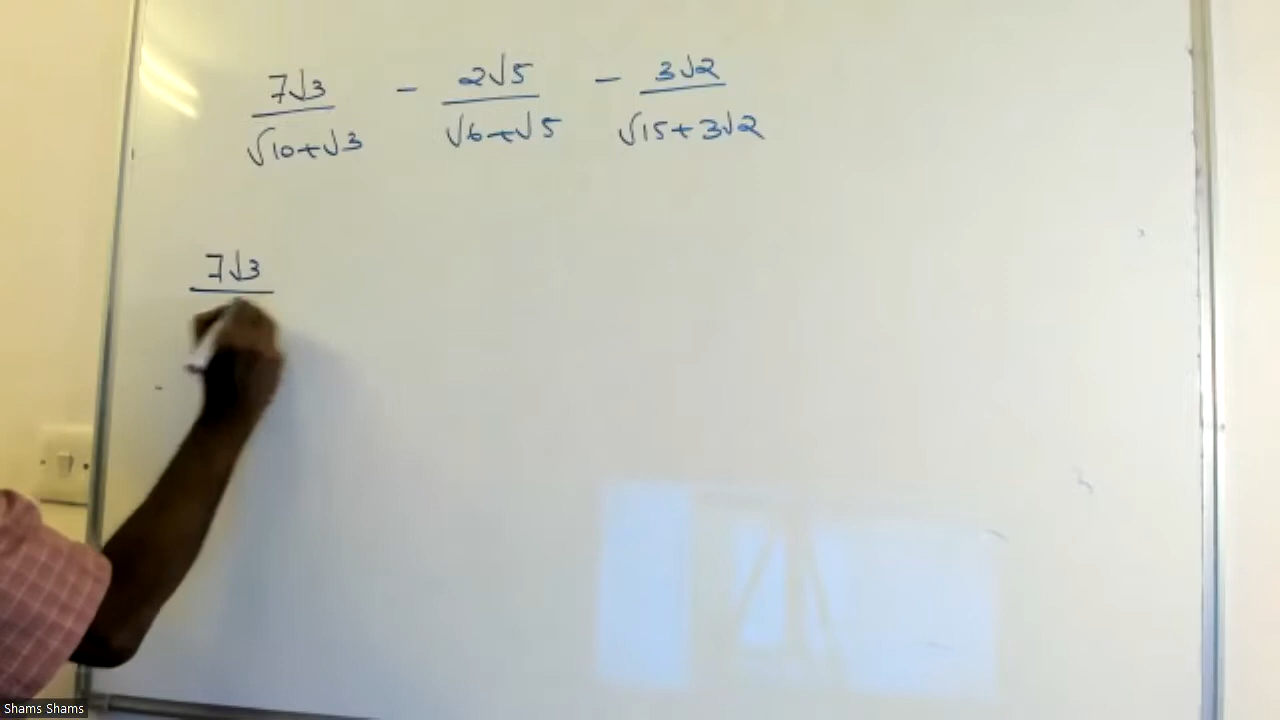 7√3 / √10+√3 - 2√5 / √6+√5 - 3√2 / √15+3√2
7√3
Shams Shams